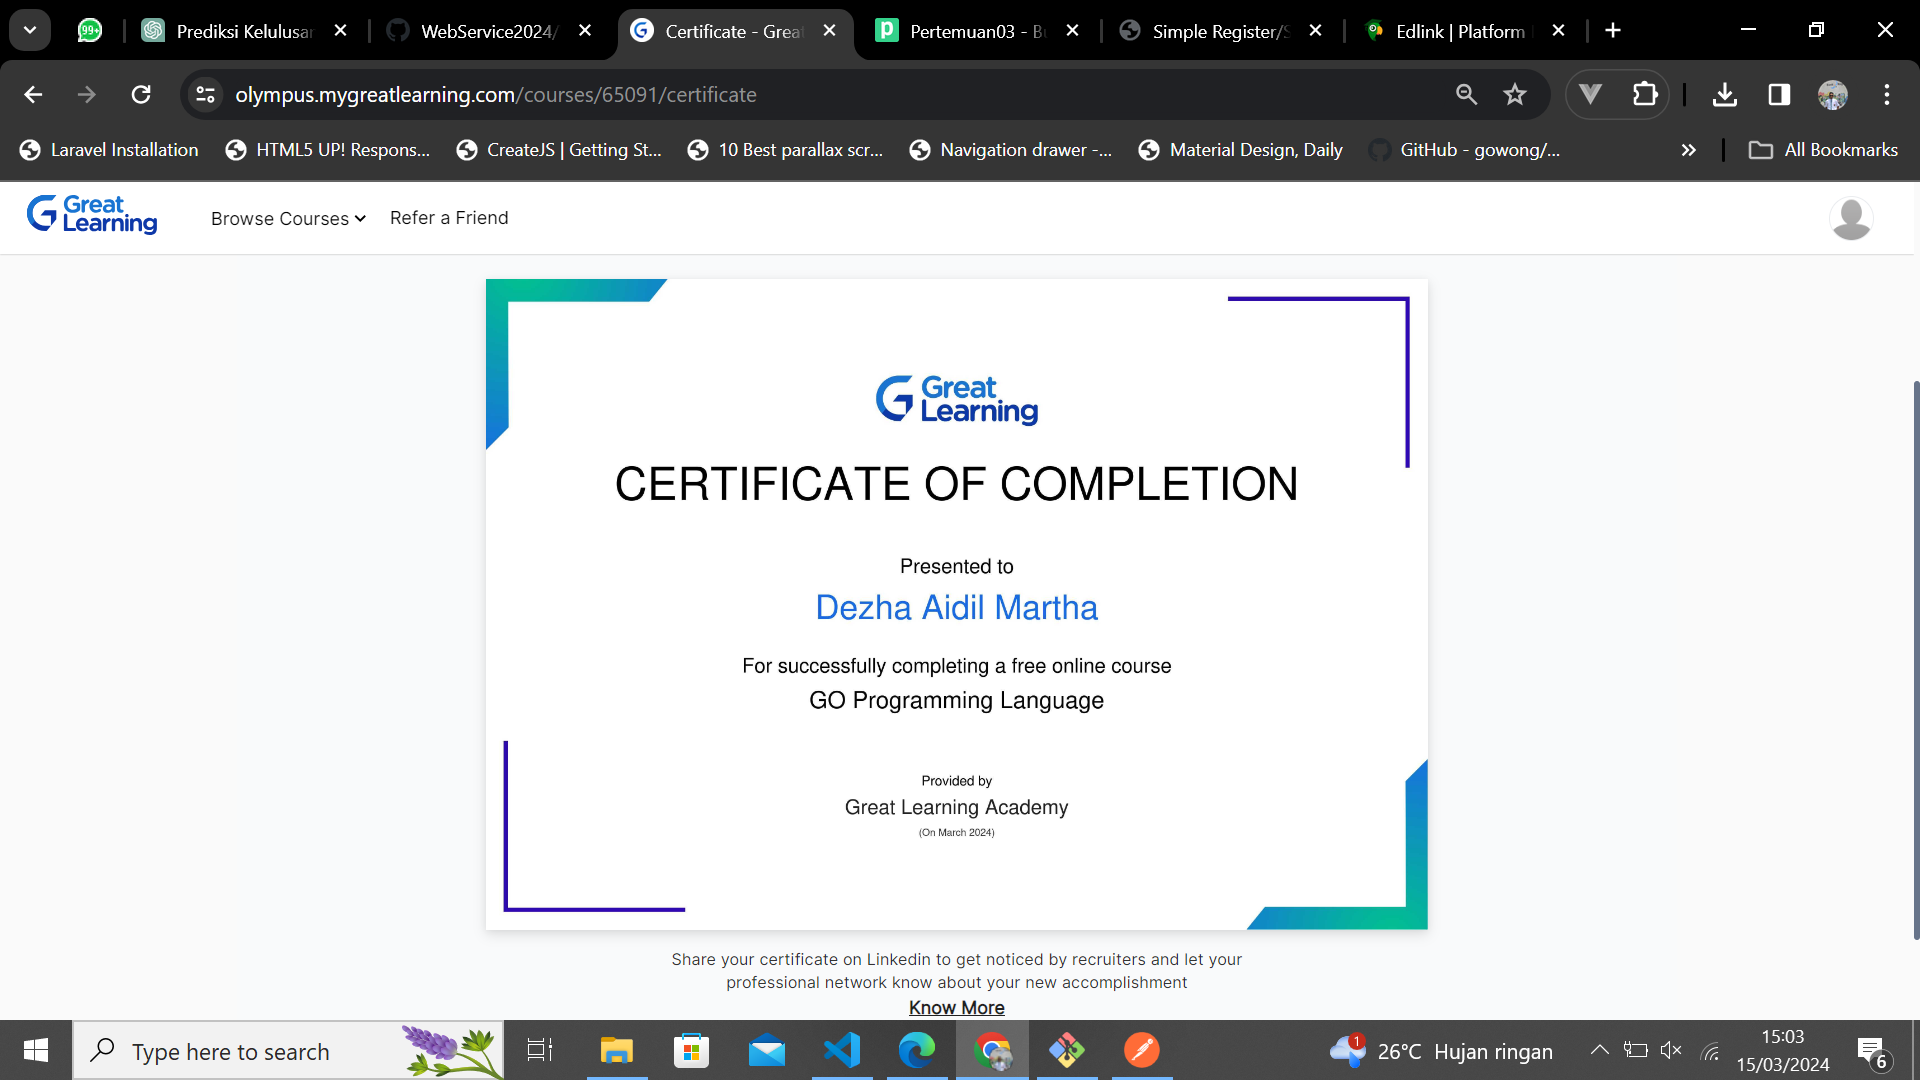 99+
Prediksi Kelulusan
WebService2024/
Certificate - Great
Pertemuan03 - Bu
Simple Register/S
Edlink | Platform
olympus.mygreatlearning.com/courses/65091/certificate
Laravel Installation
HTML5 UP! Respons...
CreateJS | Getting St...
10 Best parallax scr...
Navigation drawer -...
Material Design, Daily
GitHub - gowong/...
All Bookmarks
Great Learning
Browse Courses
Refer a Friend
Great
Learning
CERTIFICATE OF COMPLETION
Presented to
Dezha Aidil Martha
For successfully completing a free online course
GO Programming Language
Provided by
Great Learning Academy
(On March 2024)
Share your certificate on Linkedin to get noticed by recruiters and let your
professional network know about your new accomplishment
Know More
Type here to search
1
26°C Hujan ringan
15:03
15/03/2024
6